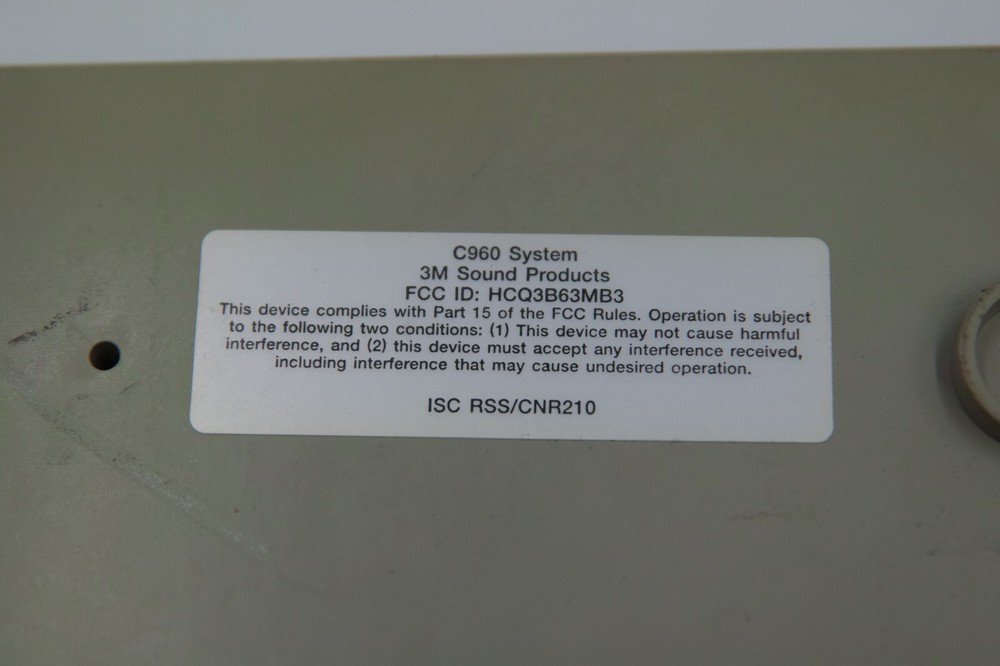 C960 System
3M Sound Products
FCC ID: HCQ3B63MB3
This device complies with Part 15 of the FCC Rules. Operation is subject
to the following two conditions: (1) This device may not cause harmful
interference, and (2) this device must accept any interference received,
including interference that may cause undesired operation.
ISC RSS/CNR210